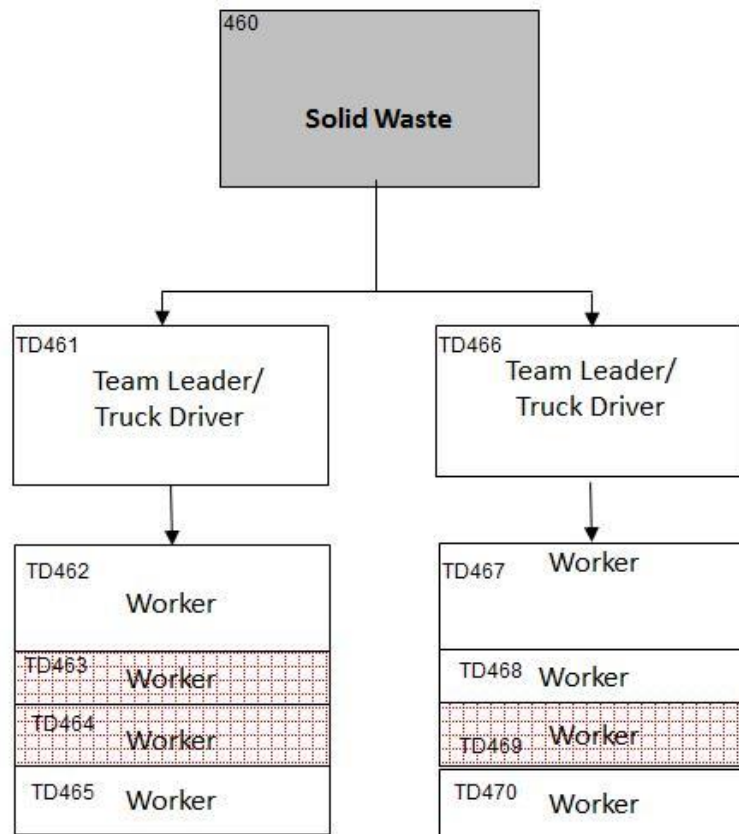 460
Solid Waste
TD461
Team Leader/
Truck Driver
TD466
Team Leader/
Truck Driver
TD462
Worker
TD463
Worker
TD464
Worker
TD465
Worker
TD467
Worker
TD468
Worker
TD469
Worker
TD470
Worker